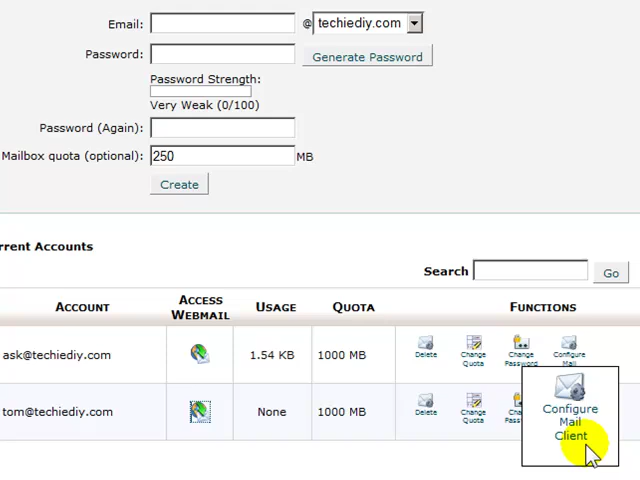 Email: @ techiediy.com
Password: Generate Password
Password Strength:
Very Weak (0/100)
Password (Again):
Mailbox quota (optional): 250 MB
Create
rrent Accounts
Search Go
ACCOUNT ACCESS WEBMAIL USAGE QUOTA FUNCTIONS
ask@techiediy.com 1.54 KB 1000 MB Delete Change Quota Change Password Configure Mail
tom@techiediy.com None 1000 MB Delete Change Quota
Configure
Mail
Client